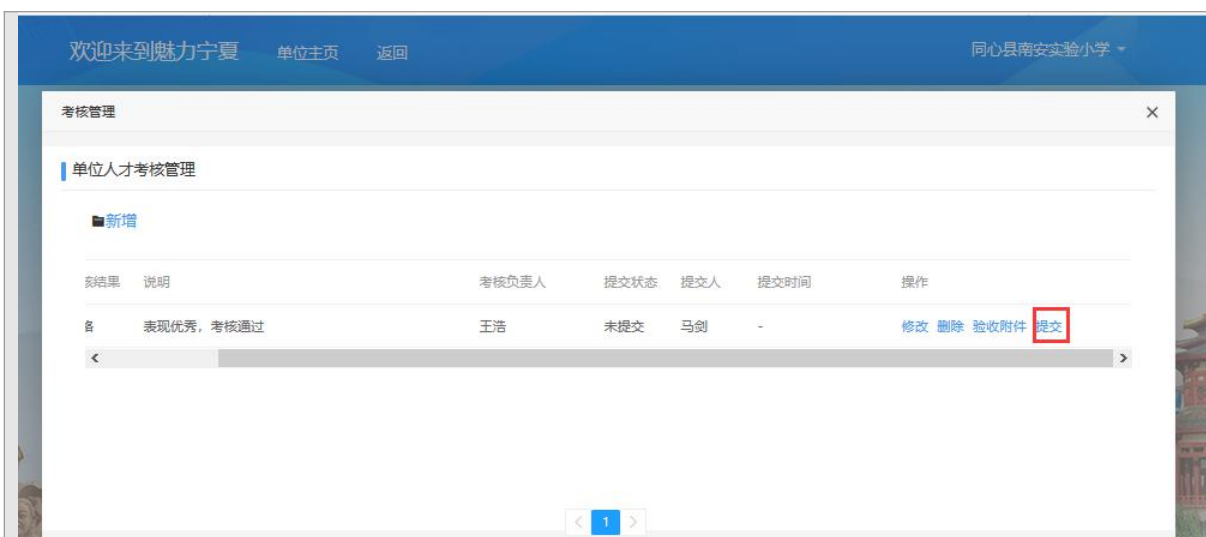 欢迎来到魅力宁夏 单位主页 返回 同心县南安实验小学
考核管理
单位人才考核管理
新增
结果 说明 考核负责人 提交状态 提交人 提交时间 操作
表现优秀，考核通过 王浩 未提交 马剑 - 修改 删除 验收附件 提交
1